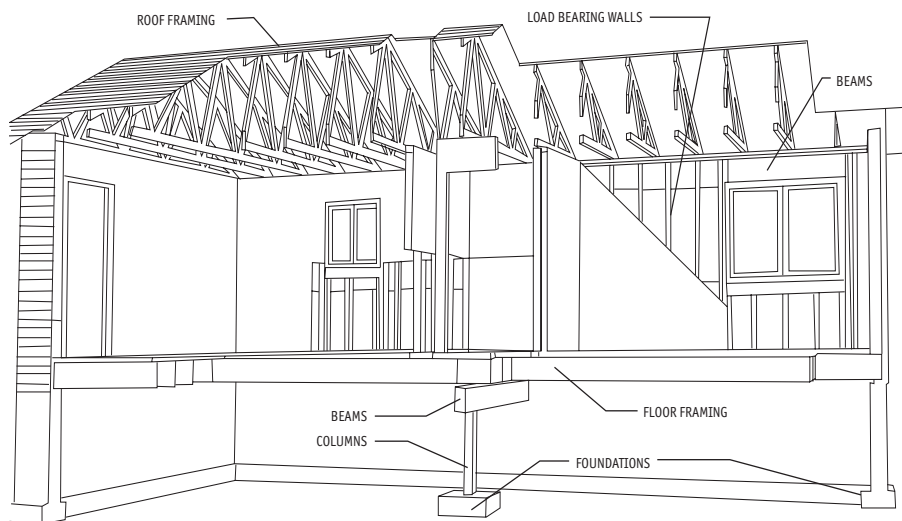 ROOF FRAMING
LOAD BEARING WALLS
BEAMS
BEAMS
FLOOR FRAMING
COLUMNS
FOUNDATIONS